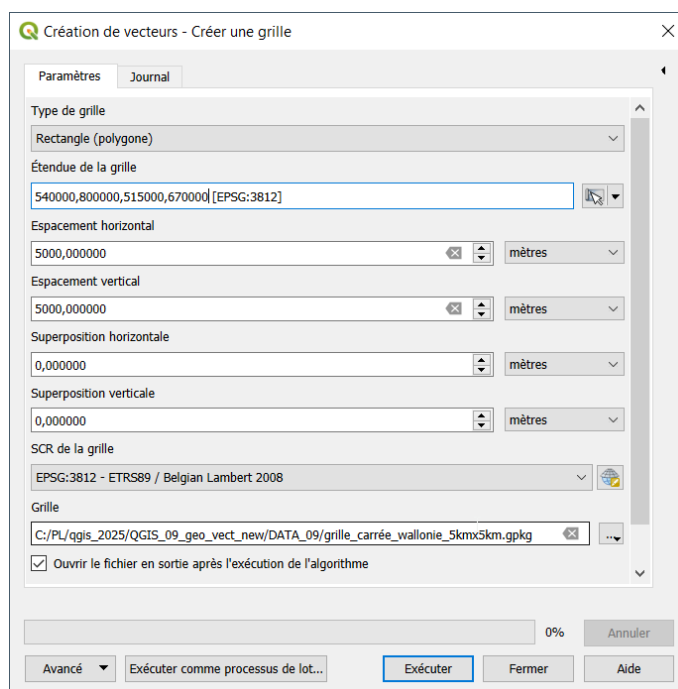 Création de vecteurs - Créer une grille
Paramètres
Journal
Type de grille
Rectangle (polygone)
Étendue de la grille
540000,800000,515000,670000 [EPSG:3812]
Espacement horizontal
5000,000000
mètres
Espacement vertical
5000,000000
mètres
Superposition horizontale
0,000000
mètres
Superposition verticale
0,000000
mètres
SCR de la grille
EPSG:3812 - ETRS89 / Belgian Lambert 2008
Grille
C:/PL/qgis_2025/QGIS_09_geo_vect_new/DATA_09/grille_carrée_wallonie_5kmx5km.gpkg
...
Ouvrir le fichier en sortie après l'exécution de l'algorithme
0%
Annuler
Avancé
Exécuter comme processus de lot...
Exécuter
Fermer
Aide